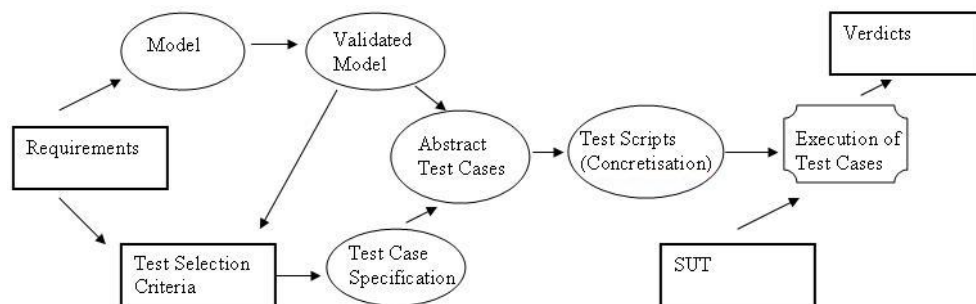 Model
Validated
Model
Verdicts
Requirements
Abstract
Test Cases
Test Scripts
(Concretisation)
Execution of
Test Cases
Test Selection
Criteria
Test Case
Specification
SUT